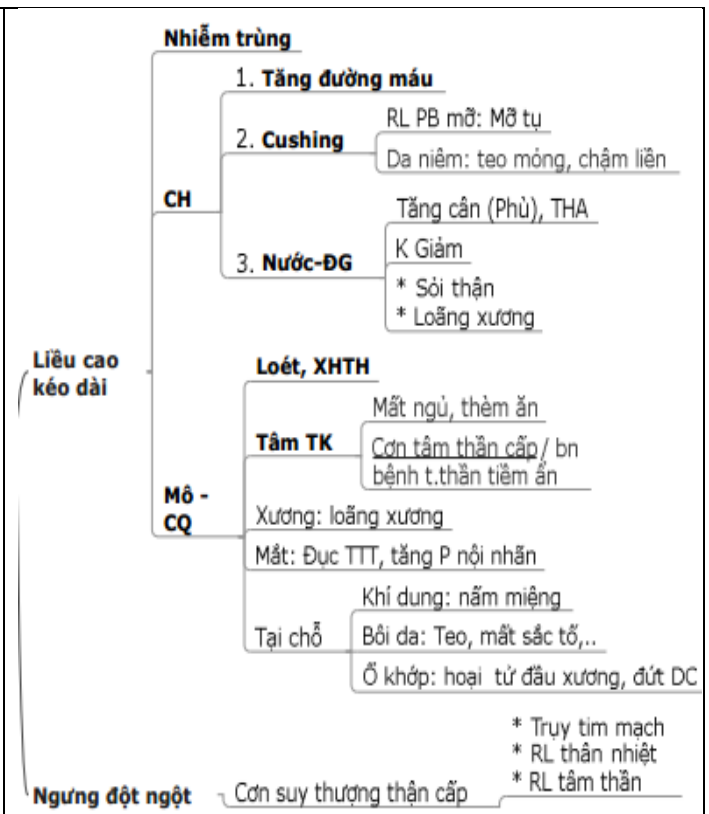 Nhiễm trùng
1. Tăng đường máu
RL PB mỡ: Mỡ tụ
2. Cushing
Da niêm: teo mỏng, chậm liền
CH
Tăng cân (Phù), THA
K Giảm
3. Nước-ĐG
* Sỏi thận
* Loãng xương
Liều cao
kéo dài
Loét, XHTH
Mất ngủ, thèm ăn
Tâm TK
Cơn tâm thần cấp/ bn
bệnh t.thần tiềm ẩn
Mô -
CQ
Xương: loãng xương
Mắt: Đục TTT, tăng P nội nhãn
Khí dung: nấm miệng
Tại chỗ
Bôi da: Teo, mất sắc tố,..
Ổ khớp: hoại tử đầu xương, đứt DC
* Trụy tim mạch
* RL thân nhiệt
* RL tâm thần
Ngưng đột ngột
Cơn suy thượng thận cấp